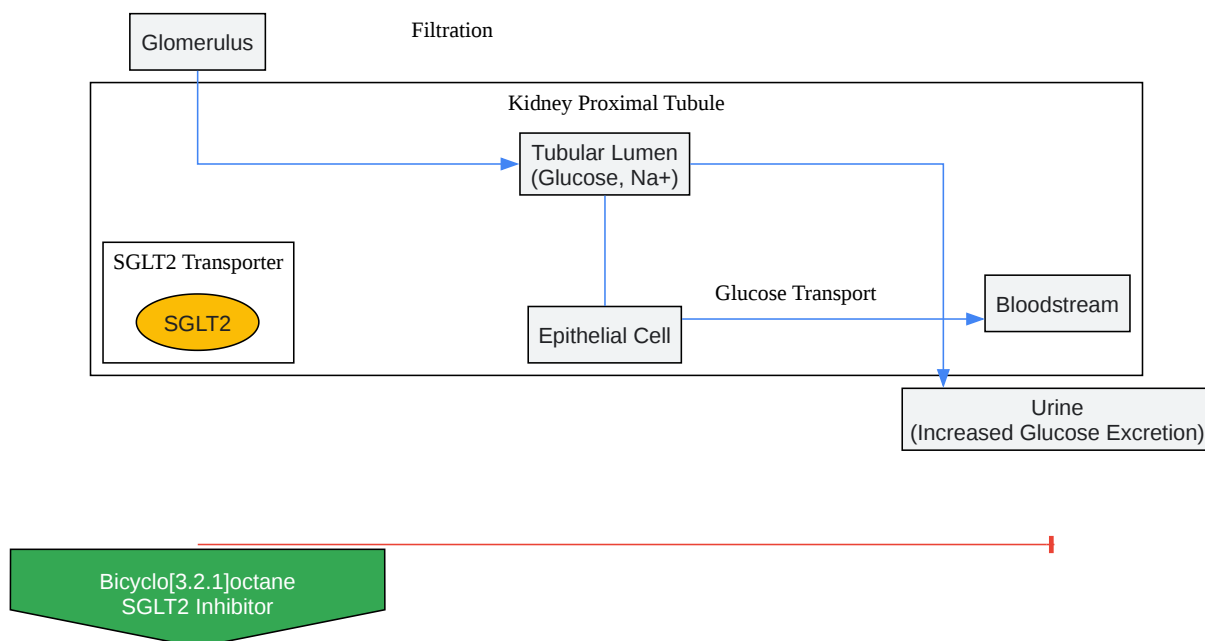 Glomerulus
Filtration
Kidney Proximal Tubule
Tubular Lumen
(Glucose, Na+)
SGLT2 Transporter
SGLT2
Glucose Transport
Epithelial Cell
Bloodstream
Urine
(Increased Glucose Excretion)
Bicyclo[3.2.1]octane
SGLT2 Inhibitor